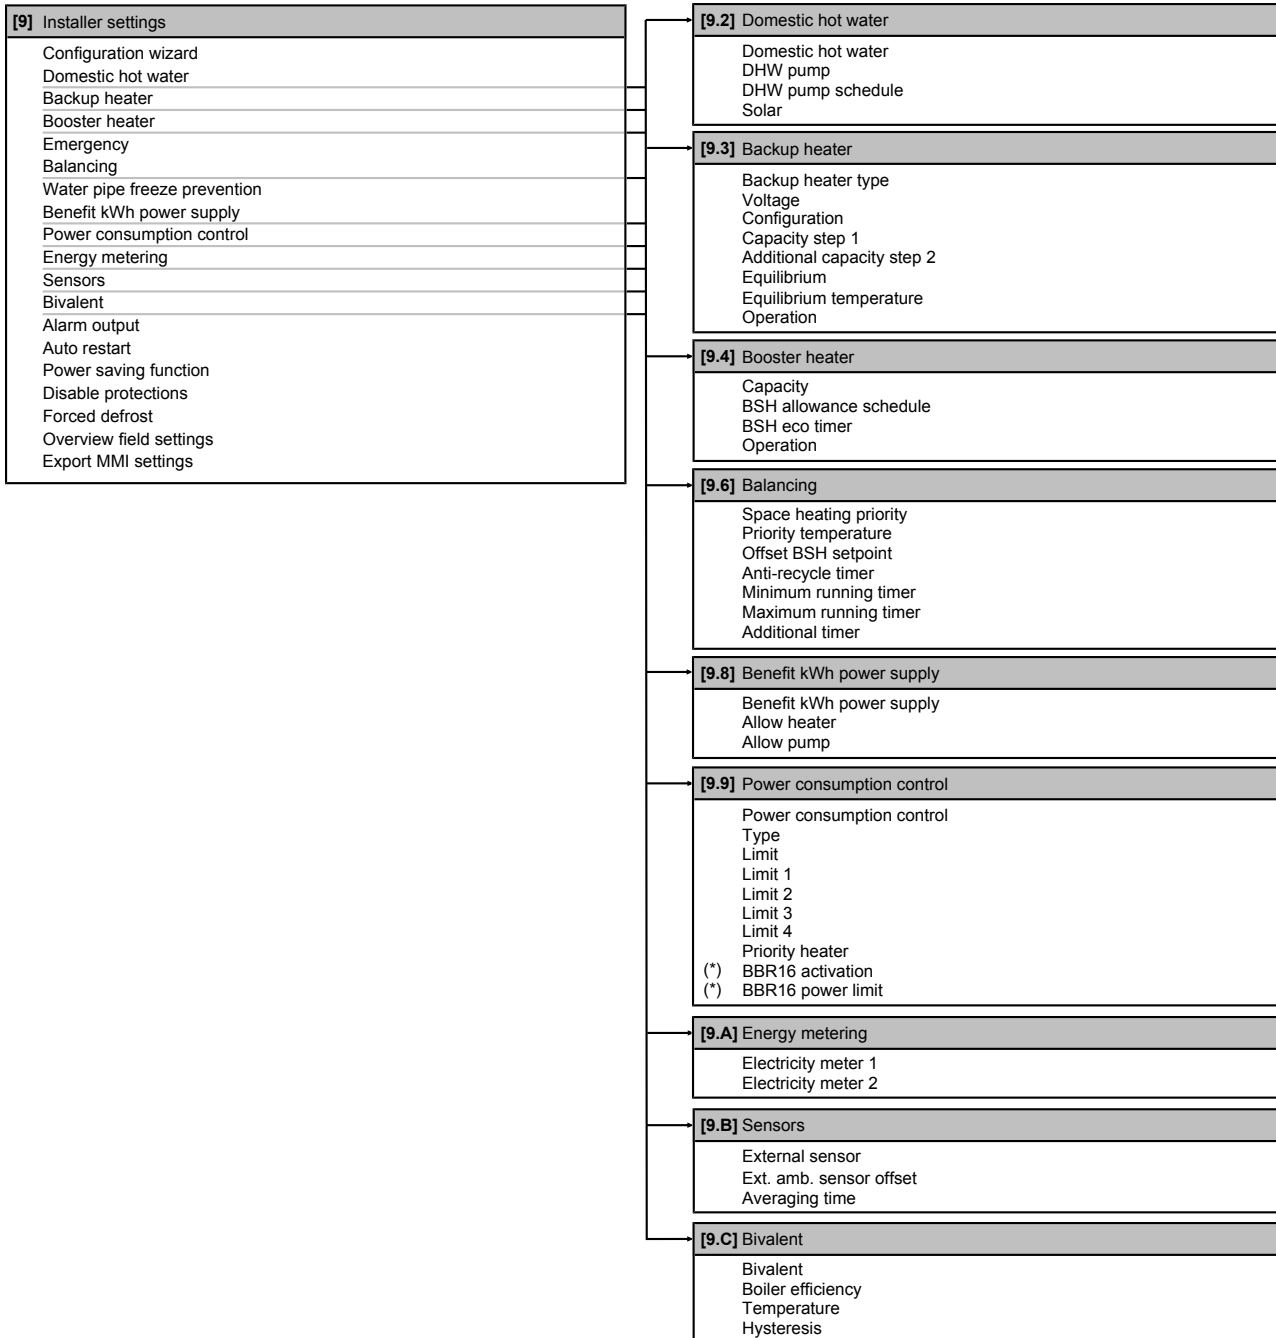 [9] Installer settings
Configuration wizard
Domestic hot water
Backup heater
Booster heater
Emergency
Balancing
Water pipe freeze prevention
Benefit kWh power supply
Power consumption control
Energy metering
Sensors
Bivalent
Alarm output
Auto restart
Power saving function
Disable protections
Forced defrost
Overview field settings
Export MMI settings
[9.2] Domestic hot water
Domestic hot water
DHW pump
DHW pump schedule
Solar
[9.3] Backup heater
Backup heater type
Voltage
Configuration
Capacity step 1
Additional capacity step 2
Equilibrium
Equilibrium temperature
Operation
[9.4] Booster heater
Capacity
BSH allowance schedule
BSH eco timer
Operation
[9.6] Balancing
Space heating priority
Priority temperature
Offset BSH setpoint
Anti-recycle timer
Minimum running timer
Maximum running timer
Additional timer
[9.8] Benefit kWh power supply
Benefit kWh power supply
Allow heater
Allow pump
[9.9] Power consumption control
Power consumption control
Type
Limit
Limit 1
Limit 2
Limit 3
Limit 4
Priority heater
(*) BBR16 activation
(*) BBR16 power limit
[9.A] Energy metering
Electricity meter 1
Electricity meter 2
[9.B] Sensors
External sensor
Ext. amb. sensor offset
Averaging time
[9.C] Bivalent
Bivalent
Boiler efficiency
Temperature
Hysteresis